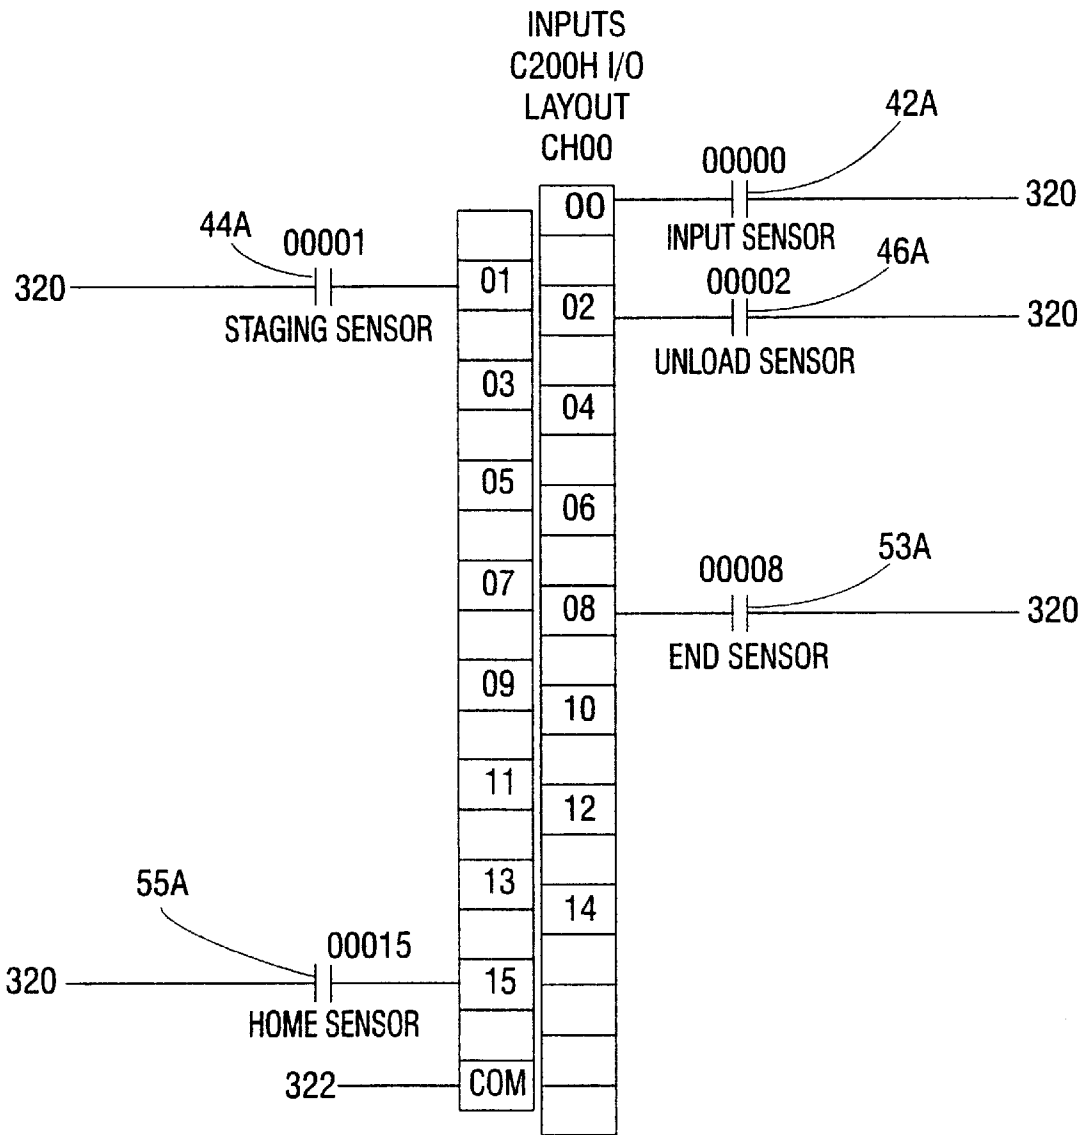 INPUTS
C200H I/O
LAYOUT
CH00
42A
00000
00
320
INPUT SENSOR
44A
00001
46A
320
01
00002
02
320
STAGING SENSOR
UNLOAD SENSOR
03
04
05
06
07
00008
53A
08
320
END SENSOR
09
10
11
12
13
14
55A
00015
320
15
HOME SENSOR
322
COM